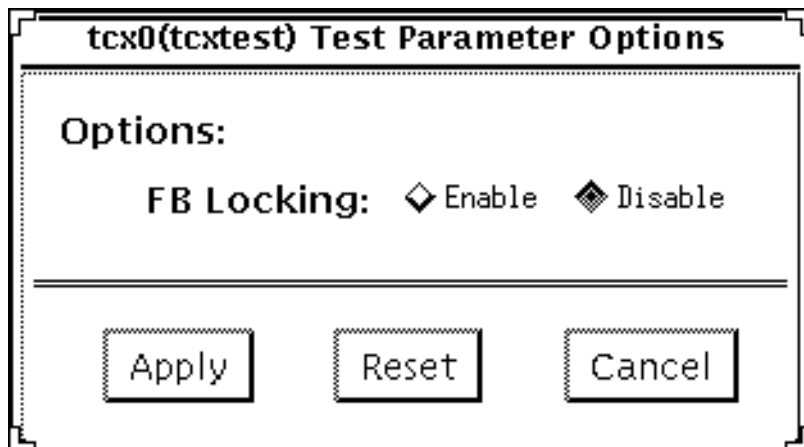 tcx0(tcxtest) Test Parameter Options
Options:
FB Locking: Enable Disable
Apply Reset Cancel